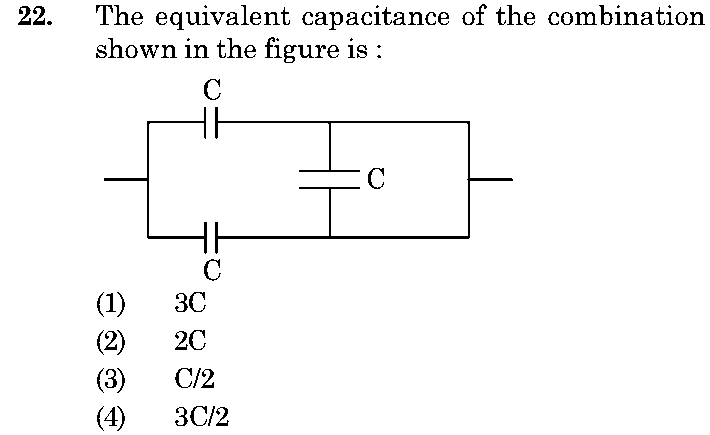 22. The equivalent capacitance of the combination
shown in the figure is :
C
C
C
(1) 3C
(2) 2C
(3) C/2
(4) 3C/2